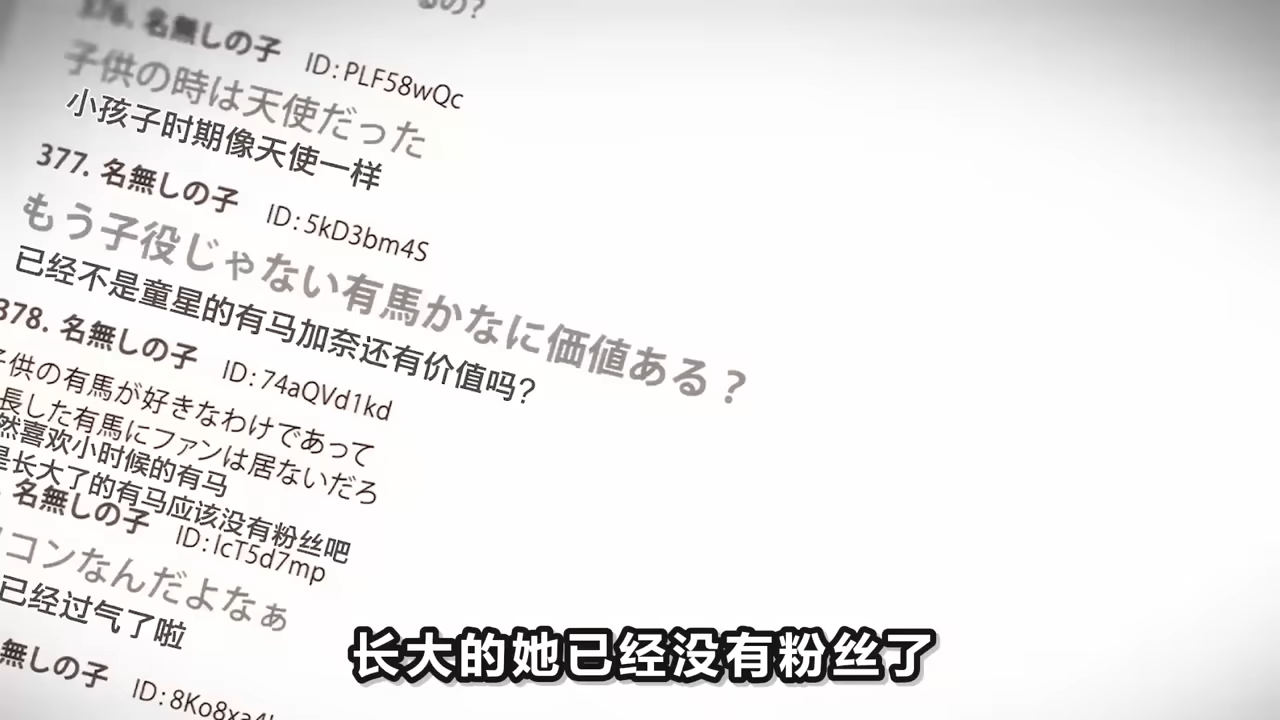 るの？
376. 名無しの子 ID:PLF58wQc
子供の時は天使だった
小孩子时期像天使一样
377. 名無しの子 ID:5kD3bm4S
もう子役じゃない有馬かなに価値ある？
已经不是童星的有马加奈还有价值吗？
378. 名無しの子 ID:74aQVd1kd
子供の有馬が好きなわけであって
長した有馬にファンは居ないだろ
然喜欢小时候的有马
是长大了的有马应该没有粉丝吧
名無しの子 ID:lcT5d7mp
コンなんだよなぁ
已经过气了啦
無しの子 ID:8Ko8xa4
长大的她已经没有粉丝了